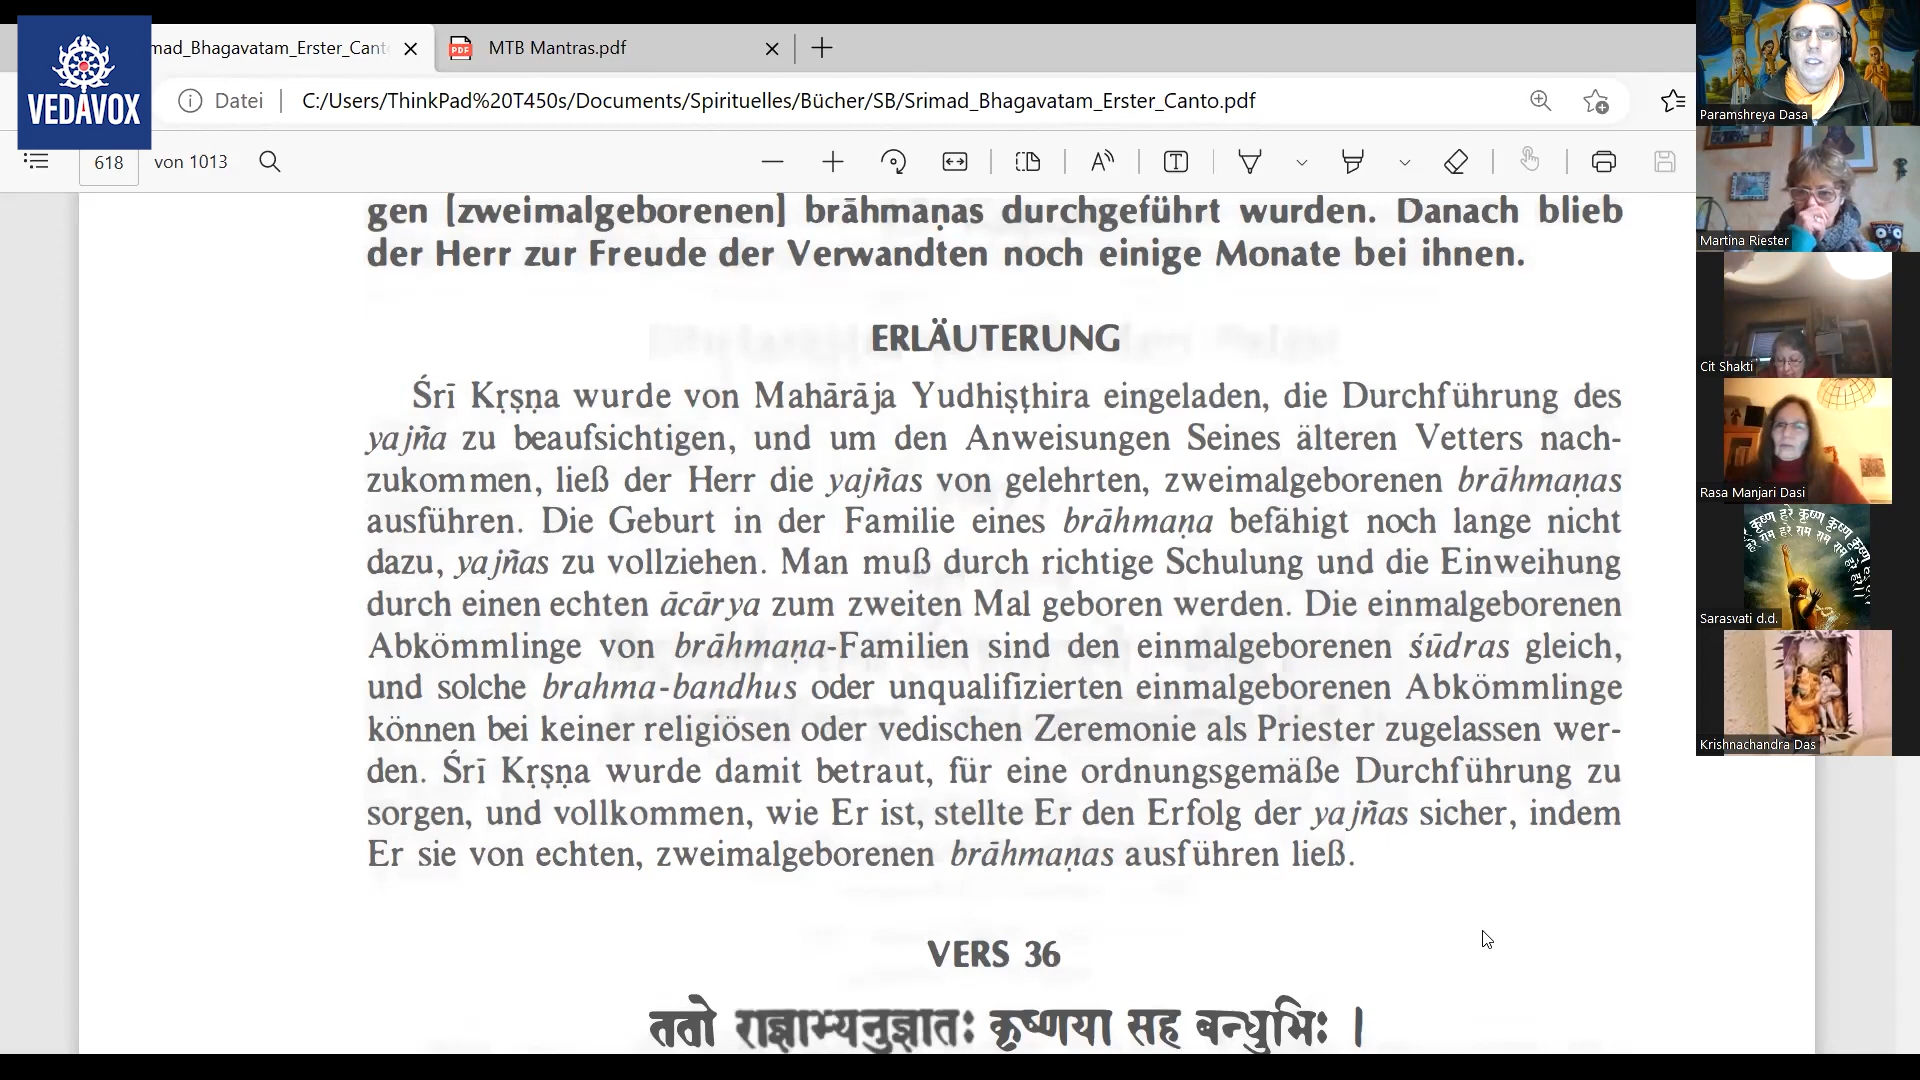 mad_Bhagavatam_Erster_Cant
MTB Mantras.pdf
VEDAVOX
Datei
C:/Users/ThinkPad%20T450s/Documents/Spirituelles/Bücher/SB/Srimad_Bhagavatam_Erster_Canto.pdf
618 von 1013
gen [zweimalgeborenen] brāhmaṇas durchgeführt wurden. Danach blieb
der Herr zur Freude der Verwandten noch einige Monate bei ihnen.
ERLÄUTERUNG
Śrī Kṛṣṇa wurde von Mahārāja Yudhiṣṭhira eingeladen, die Durchführung des
yajña zu beaufsichtigen, und um den Anweisungen Seines älteren Vetters nach-
zukommen, ließ der Herr die yajñas von gelehrten, zweimalgeborenen brāhmaṇas
ausführen. Die Geburt in der Familie eines brāhmaṇa befähigt noch lange nicht
dazu, yajñas zu vollziehen. Man muß durch richtige Schulung und die Einweihung
durch einen echten ācārya zum zweiten Mal geboren werden. Die einmalgeborenen
Abkömmlinge von brāhmaṇa-Familien sind den einmalgeborenen śūdras gleich,
und solche brahma-bandhus oder unqualifizierten einmalgeborenen Abkömmlinge
können bei keiner religiösen oder vedischen Zeremonie als Priester zugelassen wer-
den. Śrī Kṛṣṇa wurde damit betraut, für eine ordnungsgemäße Durchführung zu
sorgen, und vollkommen, wie Er ist, stellte Er den Erfolg der yajñas sicher, indem
Er sie von echten, zweimalgeborenen brāhmaṇas ausführen ließ.
VERS 36
ततो राज्ञाभ्यनुज्ञातः कृष्णया सह बन्धुभिः ।
Paramshreya Dasa
Martina Riester
Cit Shakti
Rasa Manjari Dasi
Sarasvati d.d.
Krishnachandra Das